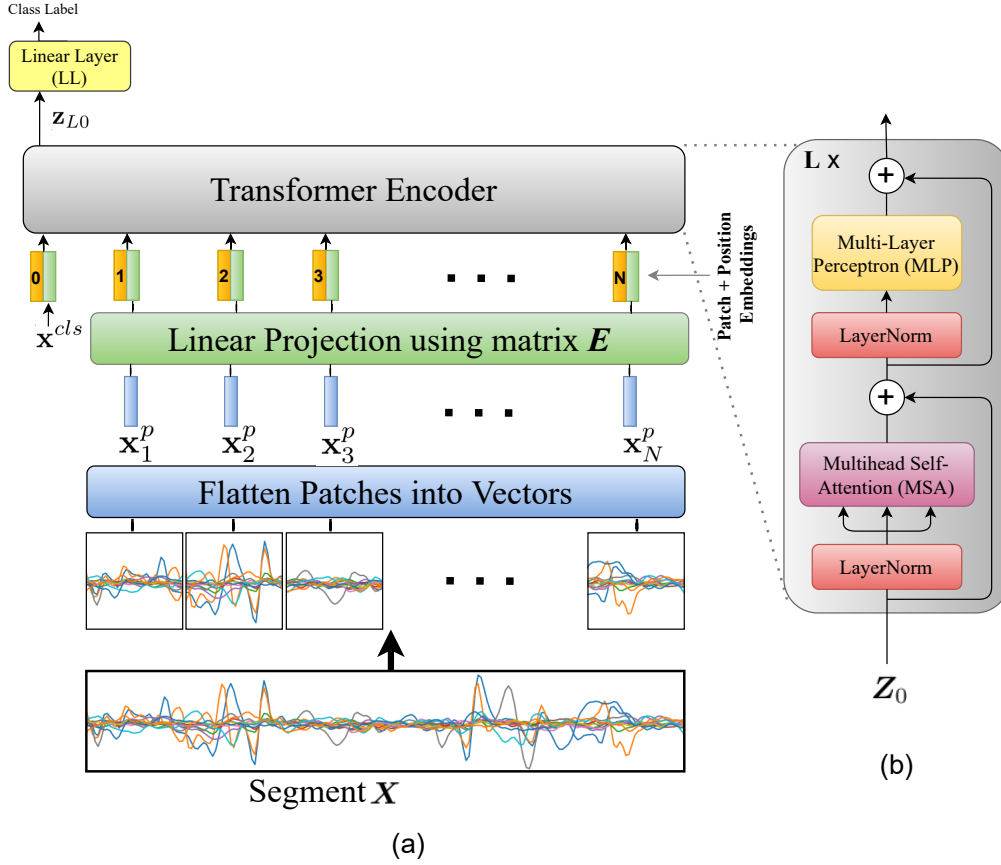 Class Label
Linear Layer
(LL)
z_{L0}
Transformer Encoder
0
1
2
3
N
x^{cls}
Patch + Position
Embeddings
Linear Projection using matrix E
x_1^p
x_2^p
x_3^p
x_N^p
Flatten Patches into Vectors
Segment X
(a)
L x
+
Multi-Layer
Perceptron (MLP)
LayerNorm
+
Multihead Self-
Attention (MSA)
LayerNorm
Z_0
(b)